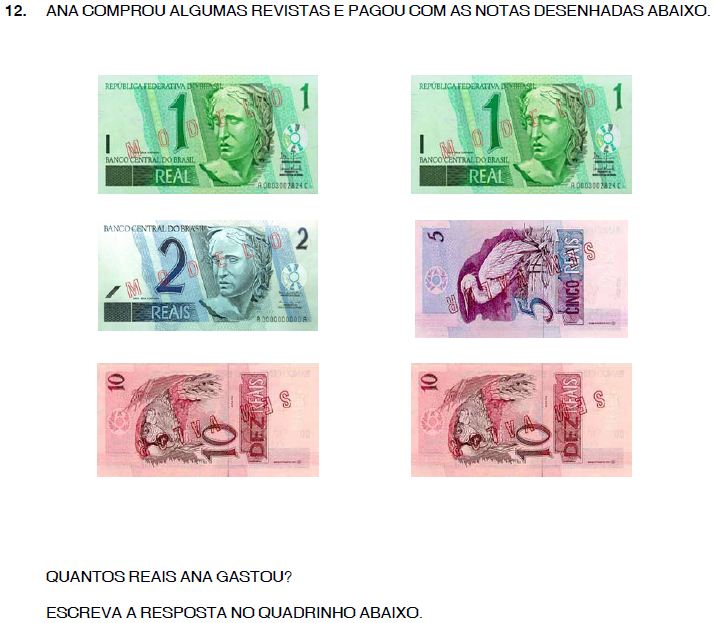 12. ANA COMPROU ALGUMAS REVISTAS E PAGOU COM AS NOTAS DESENHADAS ABAIXO.
REPÚBLICA FEDERATIVA DO BRASIL
1
1
MODELO
BANCO CENTRAL DO BRASIL
REAL
A 0003002824 C
REPÚBLICA FEDERATIVA DO BRASIL
1
1
MODELO
BANCO CENTRAL DO BRASIL
REAL
A 0003002824 C
BANCO CENTRAL DO BRASIL
2
2
MODELO
REAIS
A 0000000000 A
5
5
CINCO REAIS
10
10
DEZ REAIS
10
10
DEZ REAIS
QUANTOS REAIS ANA GASTOU?
ESCREVA A RESPOSTA NO QUADRINHO ABAIXO.